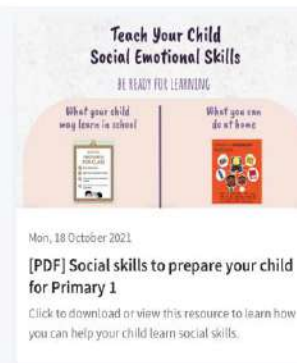 Teach Your Child
Social Emotional Skills
BE READY FOR LEARNING
What your child
may learn in school
What you can
do at home
Mon, 18 October 2021
[PDF] Social skills to prepare your child
for Primary 1
Click to download or view this resource to learn how
you can help your child learn social skills.